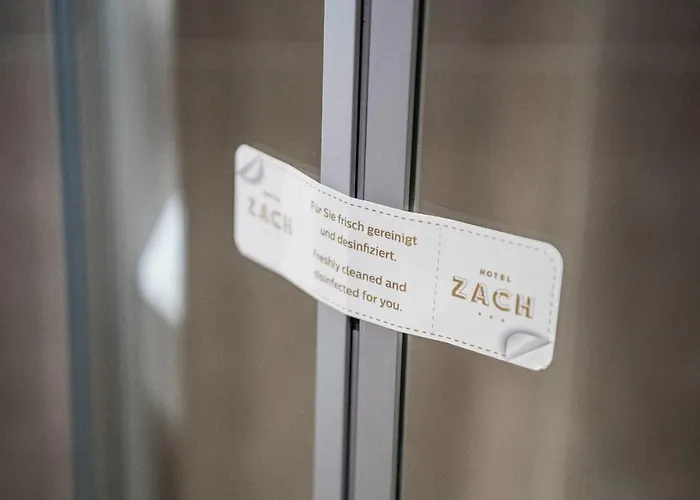 HOTEL
ZACH
Für Sie frisch gereinigt
und desinfiziert.
Freshly cleaned and
disinfected for you.
HOTEL
ZACH